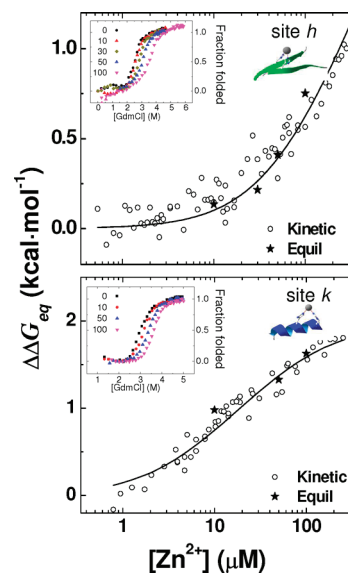 ΔΔG_eq (kcal·mol⁻¹)
1.0
0.5
0.0
0
10
30
50
100
0 1 2 3 4 5 6
[GdmCl] (M)
1.0
0.5
0.0
Fraction folded
site h
Kinetic
Equil
2
1
0
0
10
50
100
1 2 3 4 5
[GdmCl] (M)
1.0
0.5
0.0
Fraction folded
site k
Kinetic
Equil
1 10 100
[Zn²⁺] (μM)